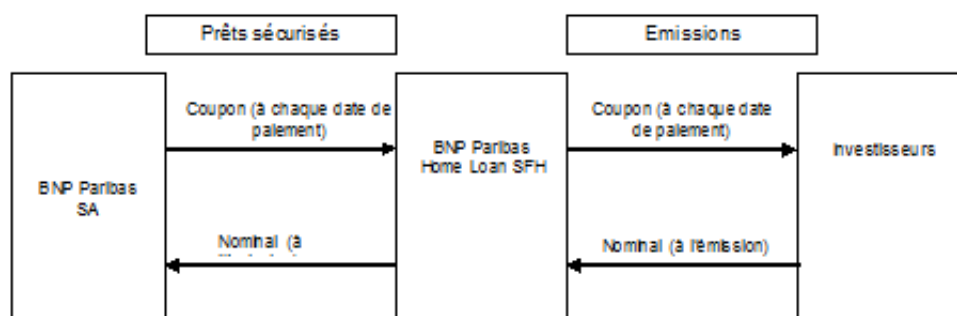 Prêts sécurisés
Emissions
Coupon (à chaque date de
paiement)
Coupon (à chaque date
de paiement)
BNP Paribas
Home Loan SFH
Investisseurs
BNP Paribas
SA
Nominal (à
Nominal (à l'émission)